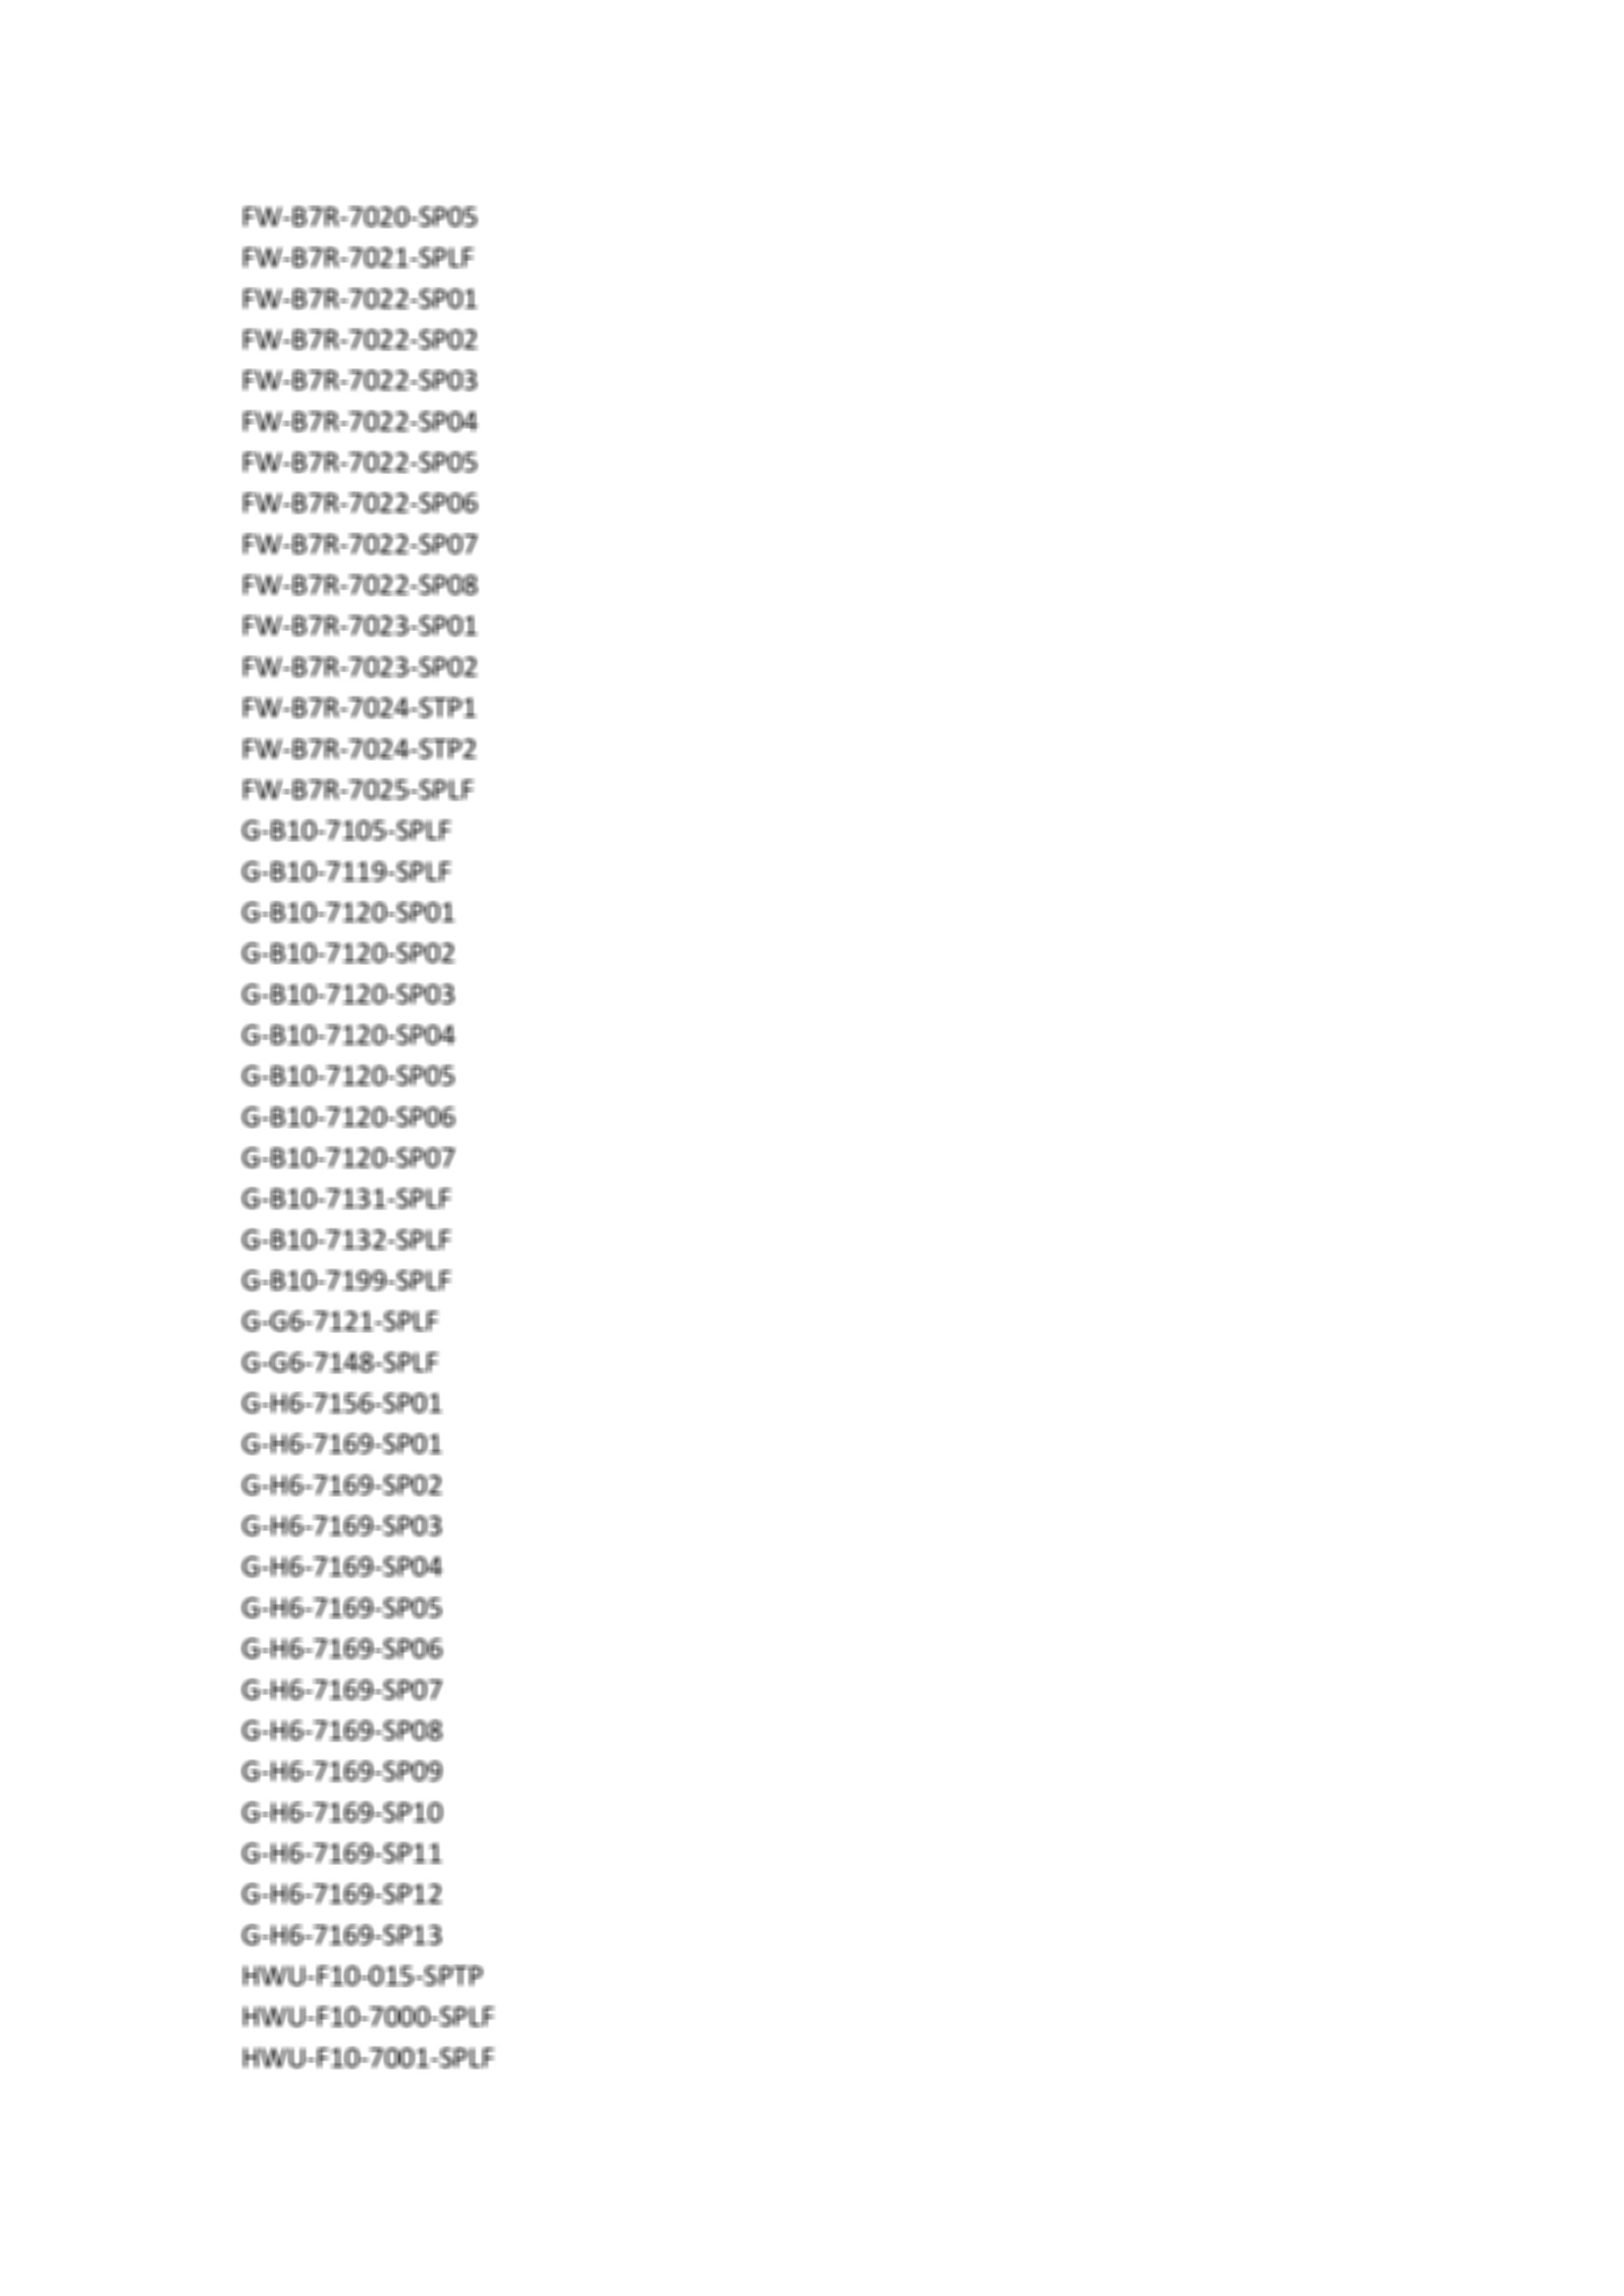 FW-B7R-7020-SP05
FW-B7R-7021-SPLF
FW-B7R-7022-SP01
FW-B7R-7022-SP02
FW-B7R-7022-SP03
FW-B7R-7022-SP04
FW-B7R-7022-SP05
FW-B7R-7022-SP06
FW-B7R-7022-SP07
FW-B7R-7022-SP08
FW-B7R-7023-SP01
FW-B7R-7023-SP02
FW-B7R-7024-STP1
FW-B7R-7024-STP2
FW-B7R-7025-SPLF
G-B10-7105-SPLF
G-B10-7119-SPLF
G-B10-7120-SP01
G-B10-7120-SP02
G-B10-7120-SP03
G-B10-7120-SP04
G-B10-7120-SP05
G-B10-7120-SP06
G-B10-7120-SP07
G-B10-7131-SPLF
G-B10-7132-SPLF
G-B10-7199-SPLF
G-G6-7121-SPLF
G-G6-7148-SPLF
G-H6-7156-SP01
G-H6-7169-SP01
G-H6-7169-SP02
G-H6-7169-SP03
G-H6-7169-SP04
G-H6-7169-SP05
G-H6-7169-SP06
G-H6-7169-SP07
G-H6-7169-SP08
G-H6-7169-SP09
G-H6-7169-SP10
G-H6-7169-SP11
G-H6-7169-SP12
G-H6-7169-SP13
HWU-F10-015-SPTP
HWU-F10-7000-SPLF
HWU-F10-7001-SPLF